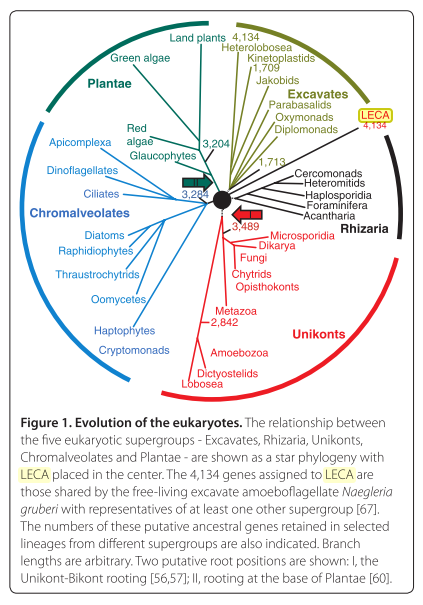 Land plants
4,134
Heterolobosea
Green algae
Kinetoplastids
1,709
Jakobids
Plantae
Excavates
Parabasalids
LECA
4,134
Oxymonads
Diplomonads
Red
algae
Apicomplexa
3,204
Glaucophytes
1,713
Dinoflagellates
Cercomonads
Heteromitids
Ciliates
3,284
Haplosporidia
Foraminifera
Chromalveolates
Acantharia
Rhizaria
3,489
Diatoms
Microsporidia
Dikarya
Raphidiophytes
Fungi
Thraustrochytrids
Chytrids
Opisthokonts
Oomycetes
Metazoa
2,842
Haptophytes
Unikonts
Cryptomonads
Amoebozoa
Dictyostelids
Lobosea
Figure 1. Evolution of the eukaryotes. The relationship between
the five eukaryotic supergroups - Excavates, Rhizaria, Unikonts,
Chromalveolates and Plantae - are shown as a star phylogeny with
LECA placed in the center. The 4,134 genes assigned to LECA are
those shared by the free-living excavate amoeboflagellate Naegleria
gruberi with representatives of at least one other supergroup [67].
The numbers of these putative ancestral genes retained in selected
lineages from different supergroups are also indicated. Branch
lengths are arbitrary. Two putative root positions are shown: I, the
Unikont-Bikont rooting [56,57]; II, rooting at the base of Plantae [60].